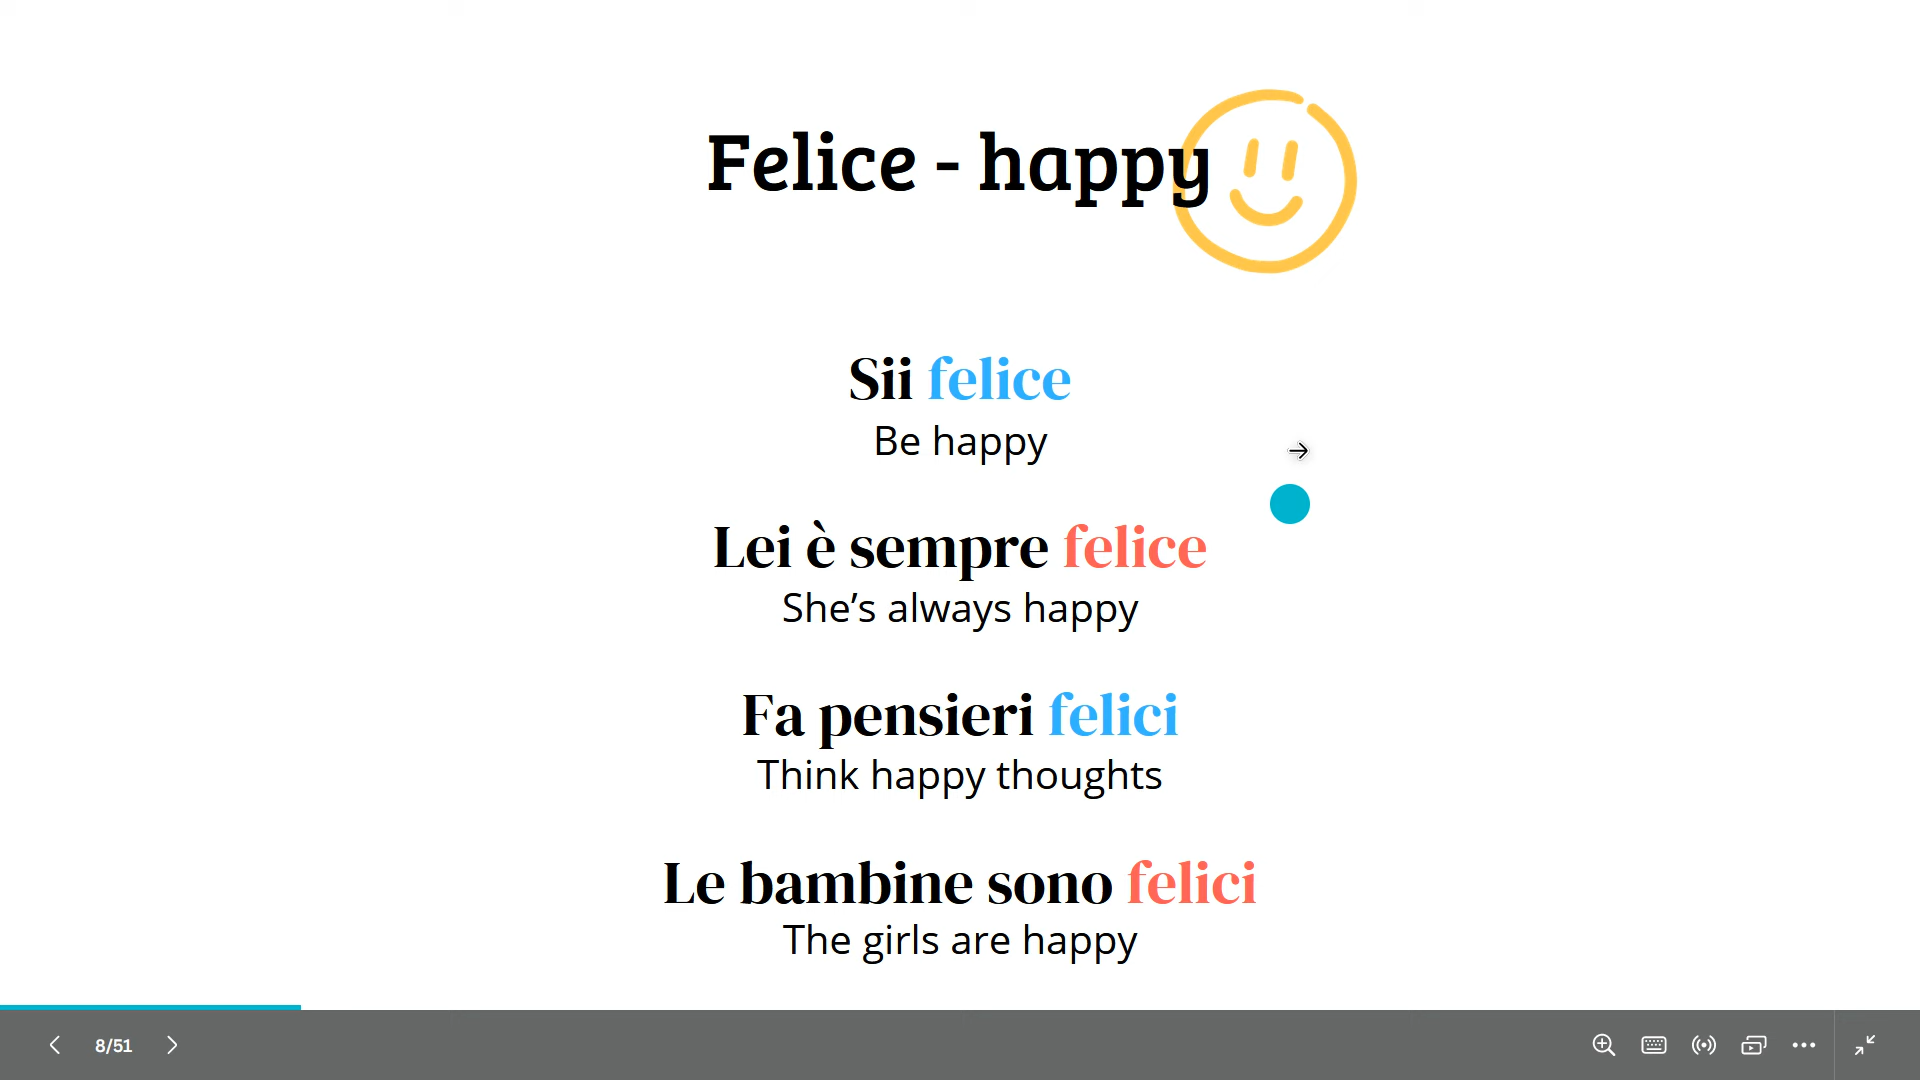 Felice - happy
Sii felice
Be happy
Lei è sempre felice
She’s always happy
Fa pensieri felici
Think happy thoughts
Le bambine sono felici
The girls are happy
8/51